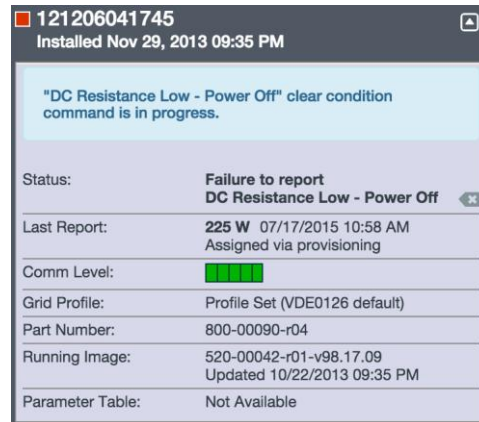 121206041745
Installed Nov 29, 2013 09:35 PM
"DC Resistance Low - Power Off" clear condition
command is in progress.
Status: Failure to report
DC Resistance Low - Power Off
Last Report: 225 W 07/17/2015 10:58 AM
Assigned via provisioning
Comm Level:
Grid Profile: Profile Set (VDE0126 default)
Part Number: 800-00090-r04
Running Image: 520-00042-r01-v98.17.09
Updated 10/22/2013 09:35 PM
Parameter Table: Not Available